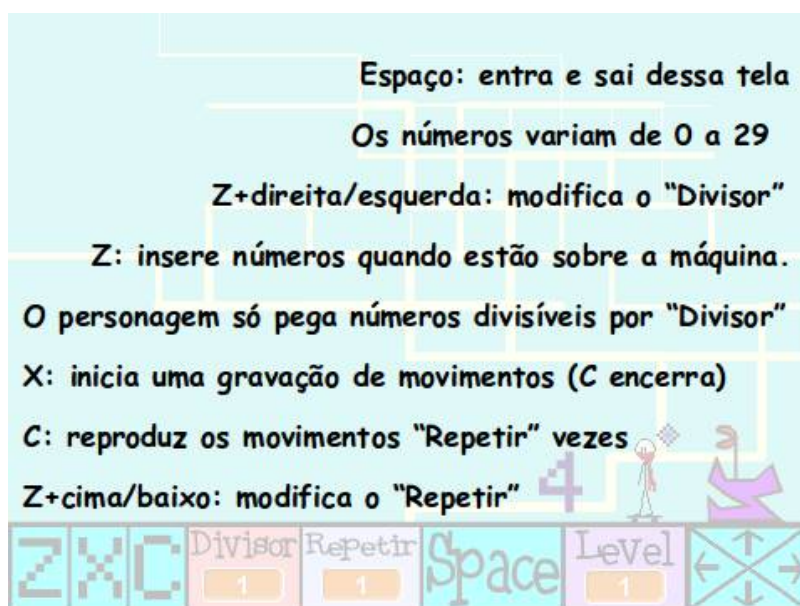 Espaço: entra e sai dessa tela
Os números variam de 0 a 29
Z+direita/esquerda: modifica o “Divisor”
Z: insere números quando estão sobre a máquina.
O personagem só pega números divisíveis por “Divisor”
X: inicia uma gravação de movimentos (C encerra)
C: reproduz os movimentos “Repetir” vezes
Z+cima/baixo: modifica o “Repetir”
4 2
Z X C Divisor 1 Repetir 1 Space Level 1